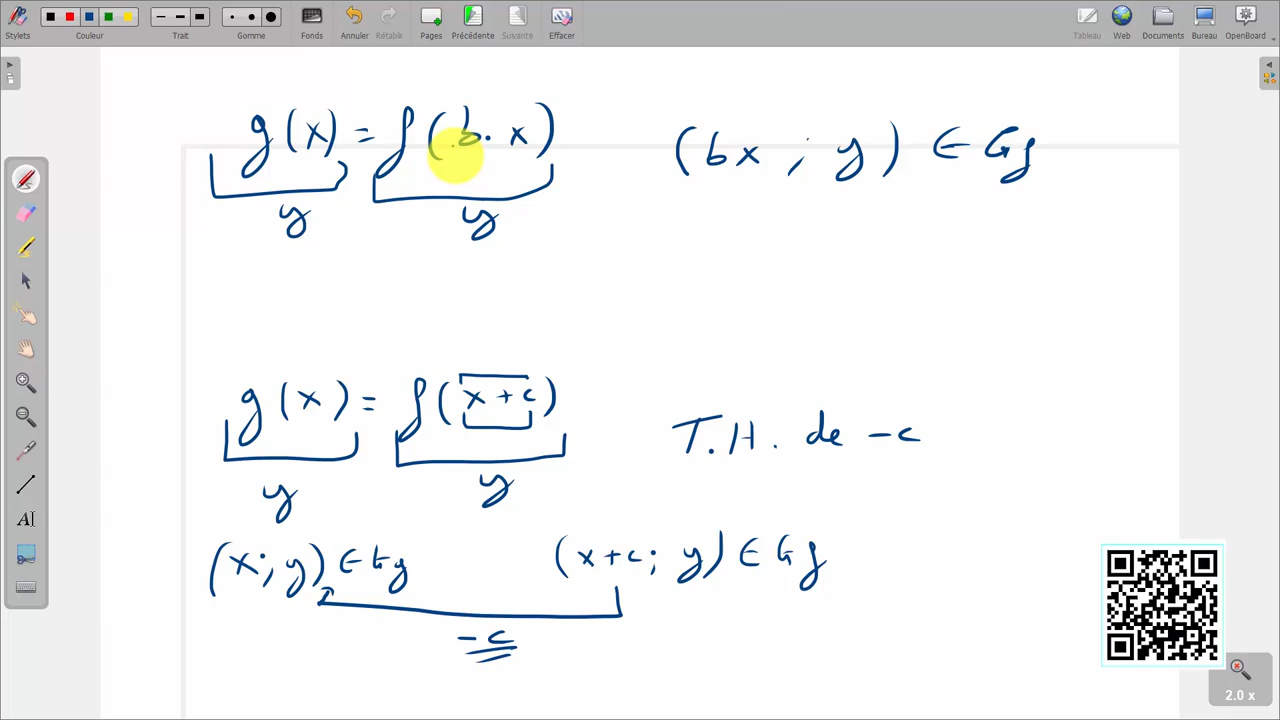 Stylets Couleur Trait Gomme Fonds Annuler Rétablir Pages Précédente Suivante Effacer Tableau Web Documents Bureau OpenBoard
g(x) = f(b·x) (bx ; y) ∈ Gf
y y
g(x) = f(x+c) T.H. de -c
y y
(x;y) ∈ Gg (x+c; y) ∈ Gf
-c
2.0 x